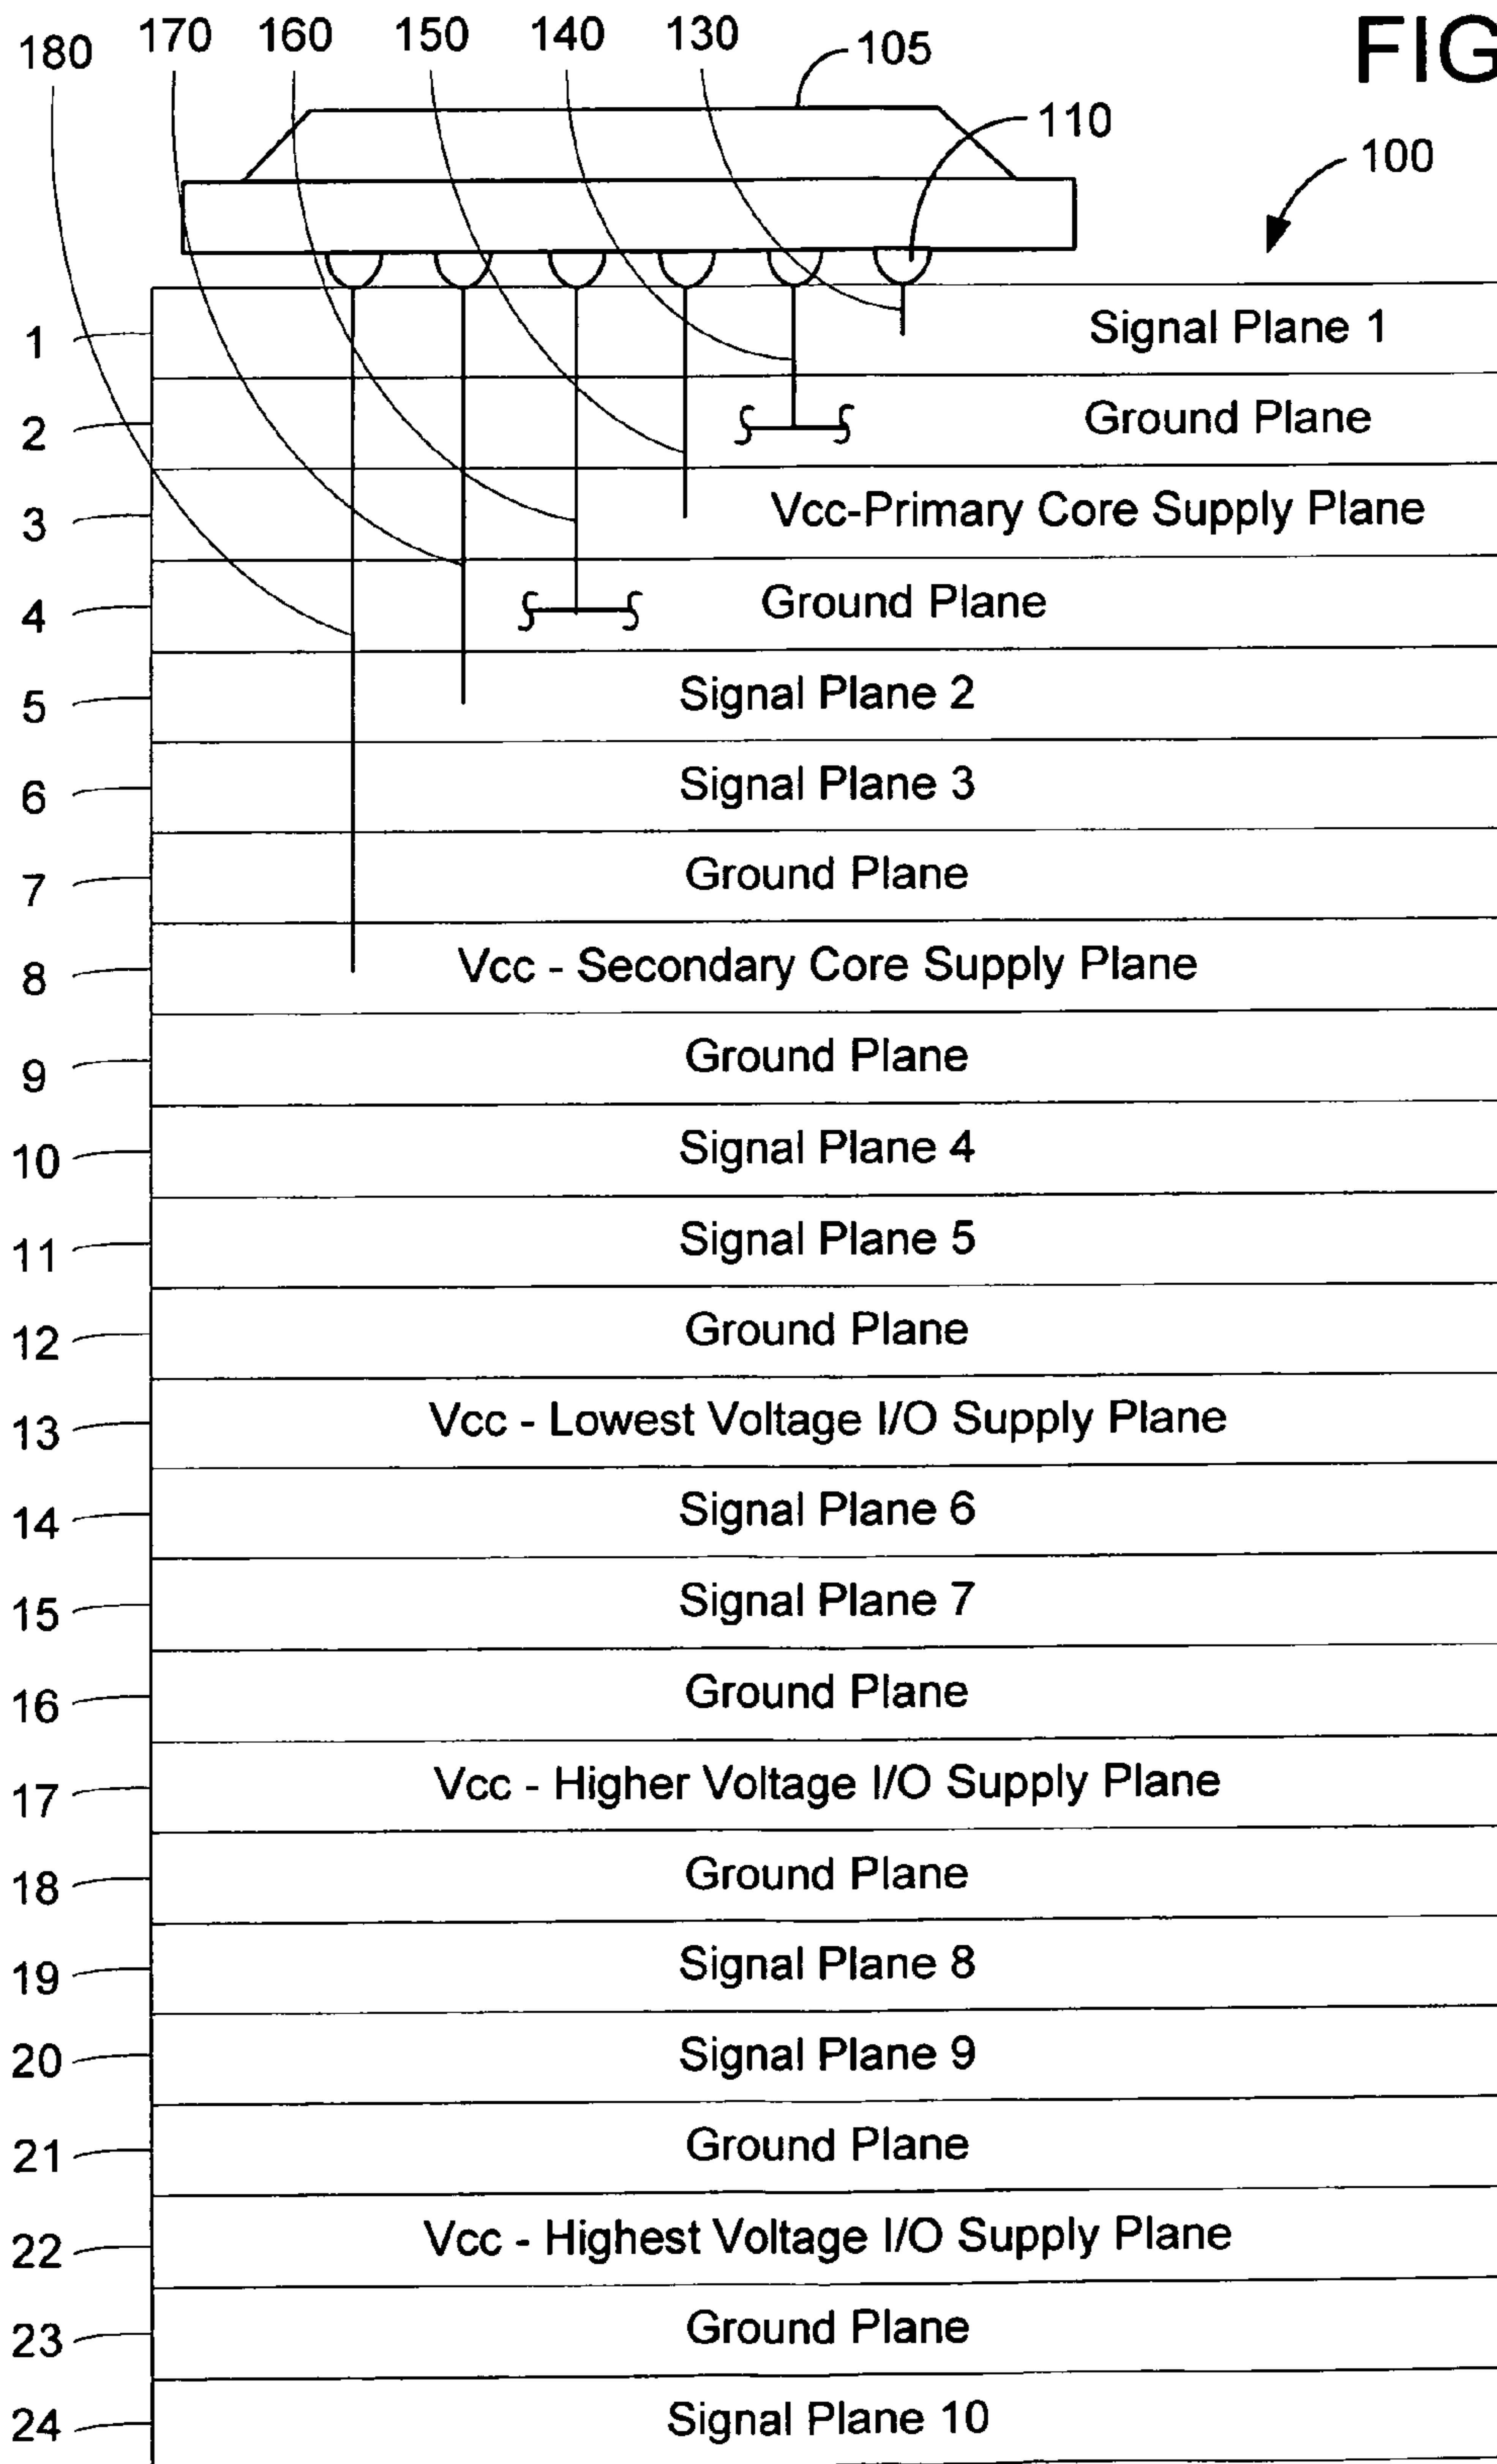 180 170 160 150 140 130 105 FIG
110
100
1 Signal Plane 1
2 Ground Plane
3 Vcc-Primary Core Supply Plane
4 Ground Plane
5 Signal Plane 2
6 Signal Plane 3
7 Ground Plane
8 Vcc - Secondary Core Supply Plane
9 Ground Plane
10 Signal Plane 4
11 Signal Plane 5
12 Ground Plane
13 Vcc - Lowest Voltage I/O Supply Plane
14 Signal Plane 6
15 Signal Plane 7
16 Ground Plane
17 Vcc - Higher Voltage I/O Supply Plane
18 Ground Plane
19 Signal Plane 8
20 Signal Plane 9
21 Ground Plane
22 Vcc - Highest Voltage I/O Supply Plane
23 Ground Plane
24 Signal Plane 10